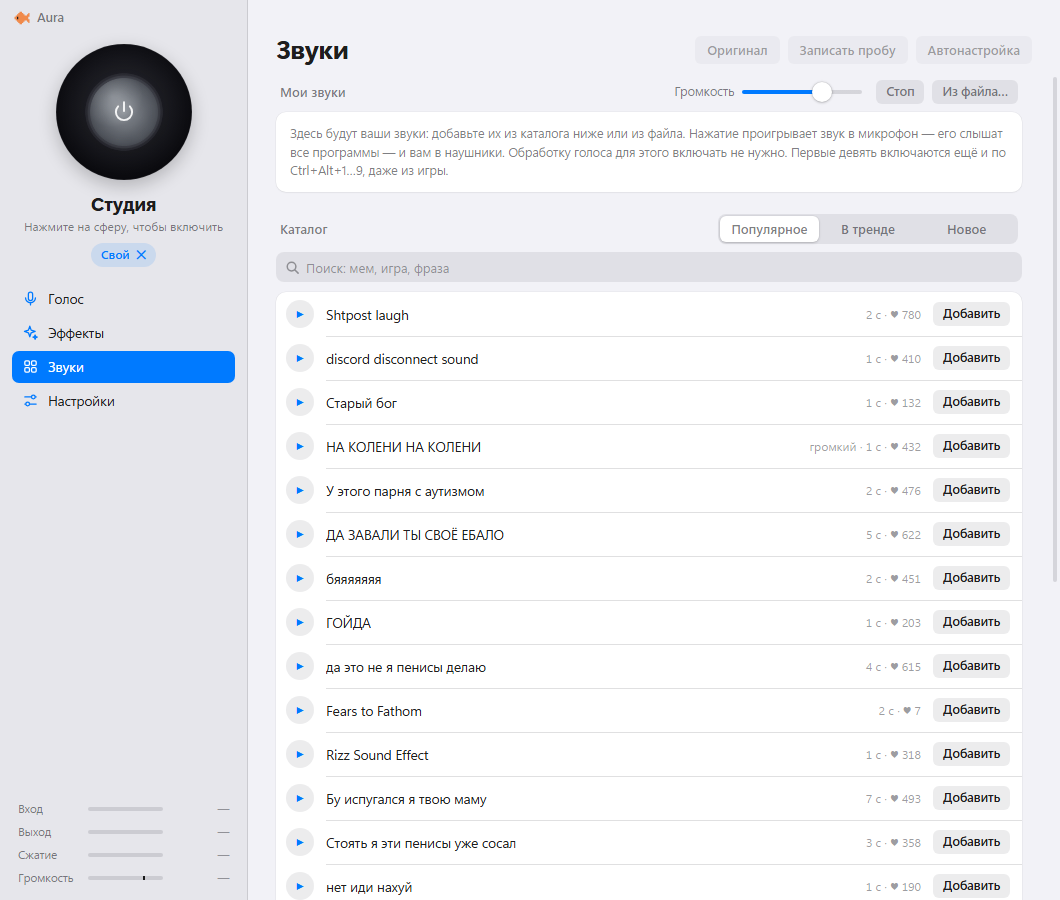 Aura
Студия
Нажмите на сферу, чтобы включить
Свой
Голос
Эффекты
Звуки
Настройки
Вход —
Выход —
Сжатие —
Громкость —
Звуки
Оригинал Записать пробу Автонастройка
Мои звуки Громкость Стоп Из файла...
Здесь будут ваши звуки: добавьте их из каталога ниже или из файла. Нажатие проигрывает звук в микрофон — его слышат
все программы — и вам в наушники. Обработку голоса для этого включать не нужно. Первые девять включаются ещё и по
Ctrl+Alt+1…9, даже из игры.
Каталог Популярное В тренде Новое
Поиск: мем, игра, фраза
Shtpost laugh 2 с · ♥ 780 Добавить
discord disconnect sound 1 с · ♥ 410 Добавить
Старый бог 1 с · ♥ 132 Добавить
НА КОЛЕНИ НА КОЛЕНИ громкий · 1 с · ♥ 432 Добавить
У этого парня с аутизмом 2 с · ♥ 476 Добавить
ДА ЗАВАЛИ ТЫ СВОЁ ЕБАЛО 5 с · ♥ 622 Добавить
бяяяяяяя 2 с · ♥ 451 Добавить
ГОЙДА 1 с · ♥ 203 Добавить
да это не я пенисы делаю 4 с · ♥ 615 Добавить
Fears to Fathom 2 с · ♥ 7 Добавить
Rizz Sound Effect 1 с · ♥ 318 Добавить
Бу испугался я твою маму 7 с · ♥ 493 Добавить
Стоять я эти пенисы уже сосал 3 с · ♥ 358 Добавить
нет иди нахуй 1 с · ♥ 190 Добавить